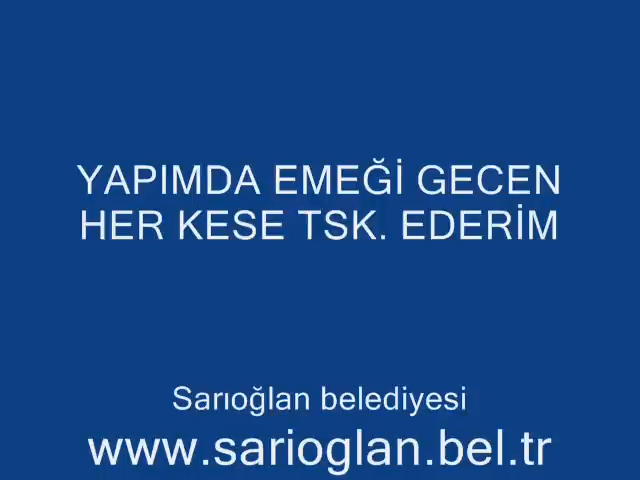 YAPIMDA EMEĞİ GECEN
HER KESE TSK. EDERİM
Sarıoğlan belediyesi
www.sarioglan.bel.tr